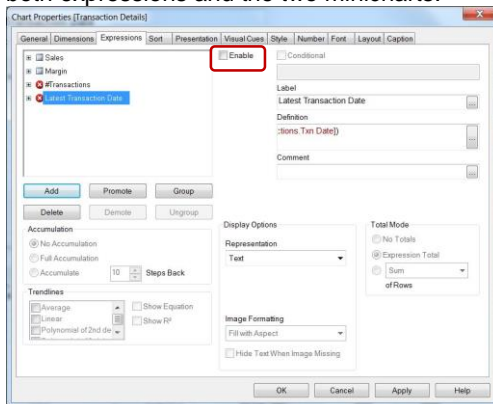 both expressions and the two minicharts.
Chart Properties [Transaction Details]
General Dimensions Expressions Sort Presentation Visual Cues Style Number Font Layout Caption
Sales
Margin
#Transactions
Latest Transaction Date
Enable Conditional
Label
Latest Transaction Date
Definition
:tions.Txn Date])
Comment
Add Promote Group
Delete Demote Ungroup
Accumulation
No Accumulation
Full Accumulation
Accumulate 10 Steps Back
Trendlines
Average
Linear
Polynomial of 2nd de
Show Equation
Show R²
Display Options
Representation
Text
Image Formatting
Fill with Aspect
Hide Text When Image Missing
Total Mode
No Totals
Expression Total
Sum
of Rows
OK Cancel Apply Help